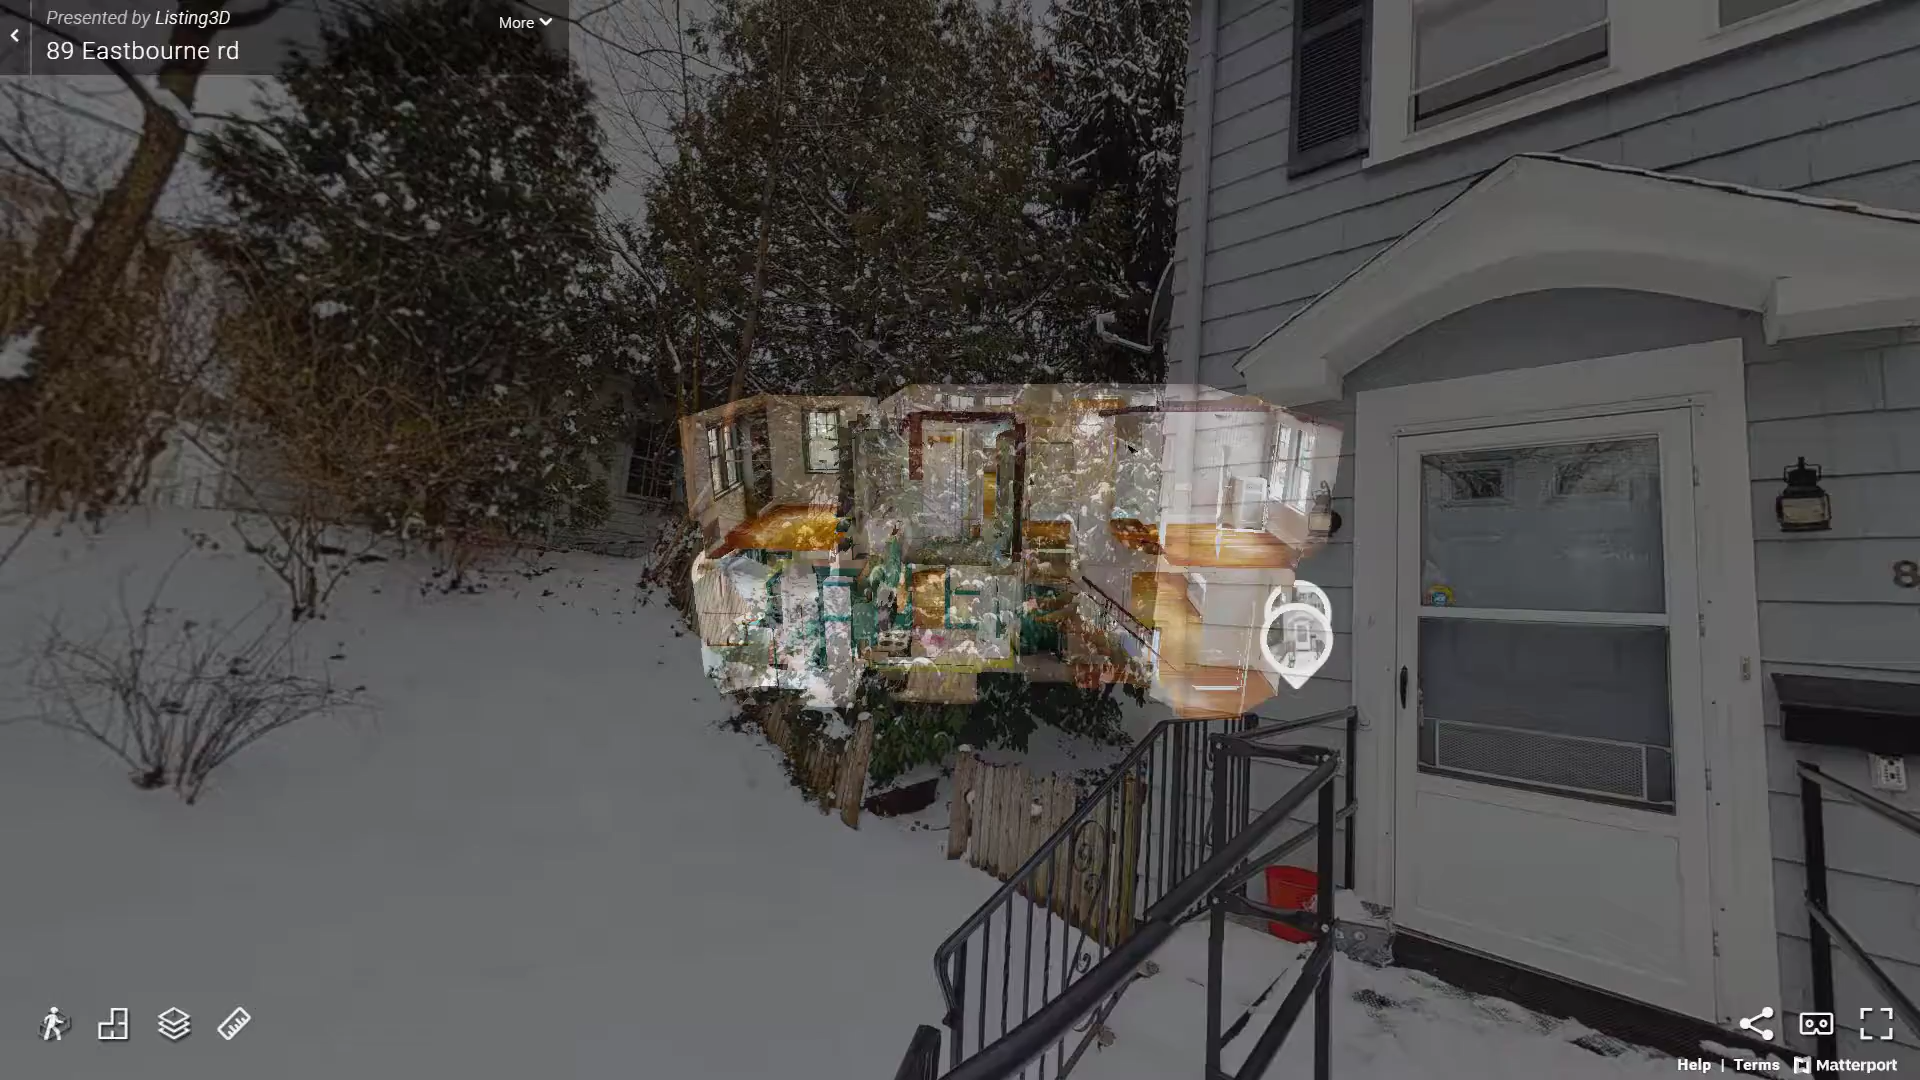 Presented by Listing3D
More
89 Eastbourne rd
8
Help | Terms Matterport